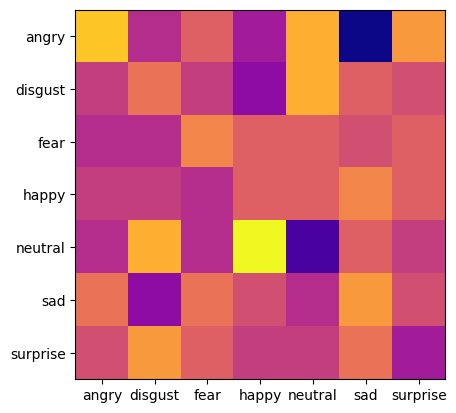 angry
disgust
fear
happy
neutral
sad
surprise
angry disgust fear happy neutral sad surprise